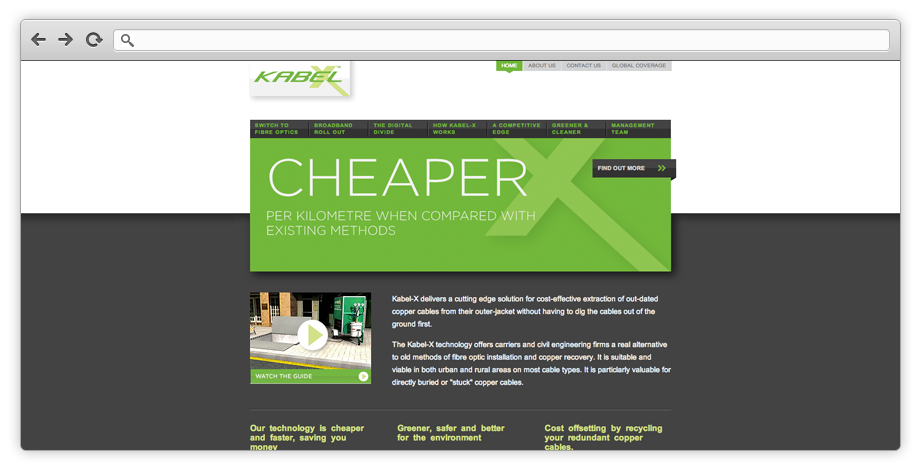 KABEL X
HOME ABOUT US CONTACT US GLOBAL COVERAGE
SWITCH TO
FIBRE OPTICS
BROADBAND
ROLL OUT
THE DIGITAL
DIVIDE
HOW KABEL-X
WORKS
A COMPETITIVE
EDGE
GREENER &
CLEANER
MANAGEMENT
TEAM
CHEAPER
PER KILOMETRE WHEN COMPARED WITH
EXISTING METHODS
FIND OUT MORE
WATCH THE GUIDE
Kabel-X delivers a cutting edge solution for cost-effective extraction of out-dated
copper cables from their outer-jacket without having to dig the cables out of the
ground first.
The Kabel-X technology offers carriers and civil engineering firms a real alternative
to old methods of fibre optic installation and copper recovery. It is suitable and
viable in both urban and rural areas on most cable types. It is particlarly valuable for
directly buried or "stuck" copper cables.
Our technology is cheaper
and faster, saving you
money
Greener, safer and better
for the environment
Cost offsetting by recycling
your redundant copper
cables.